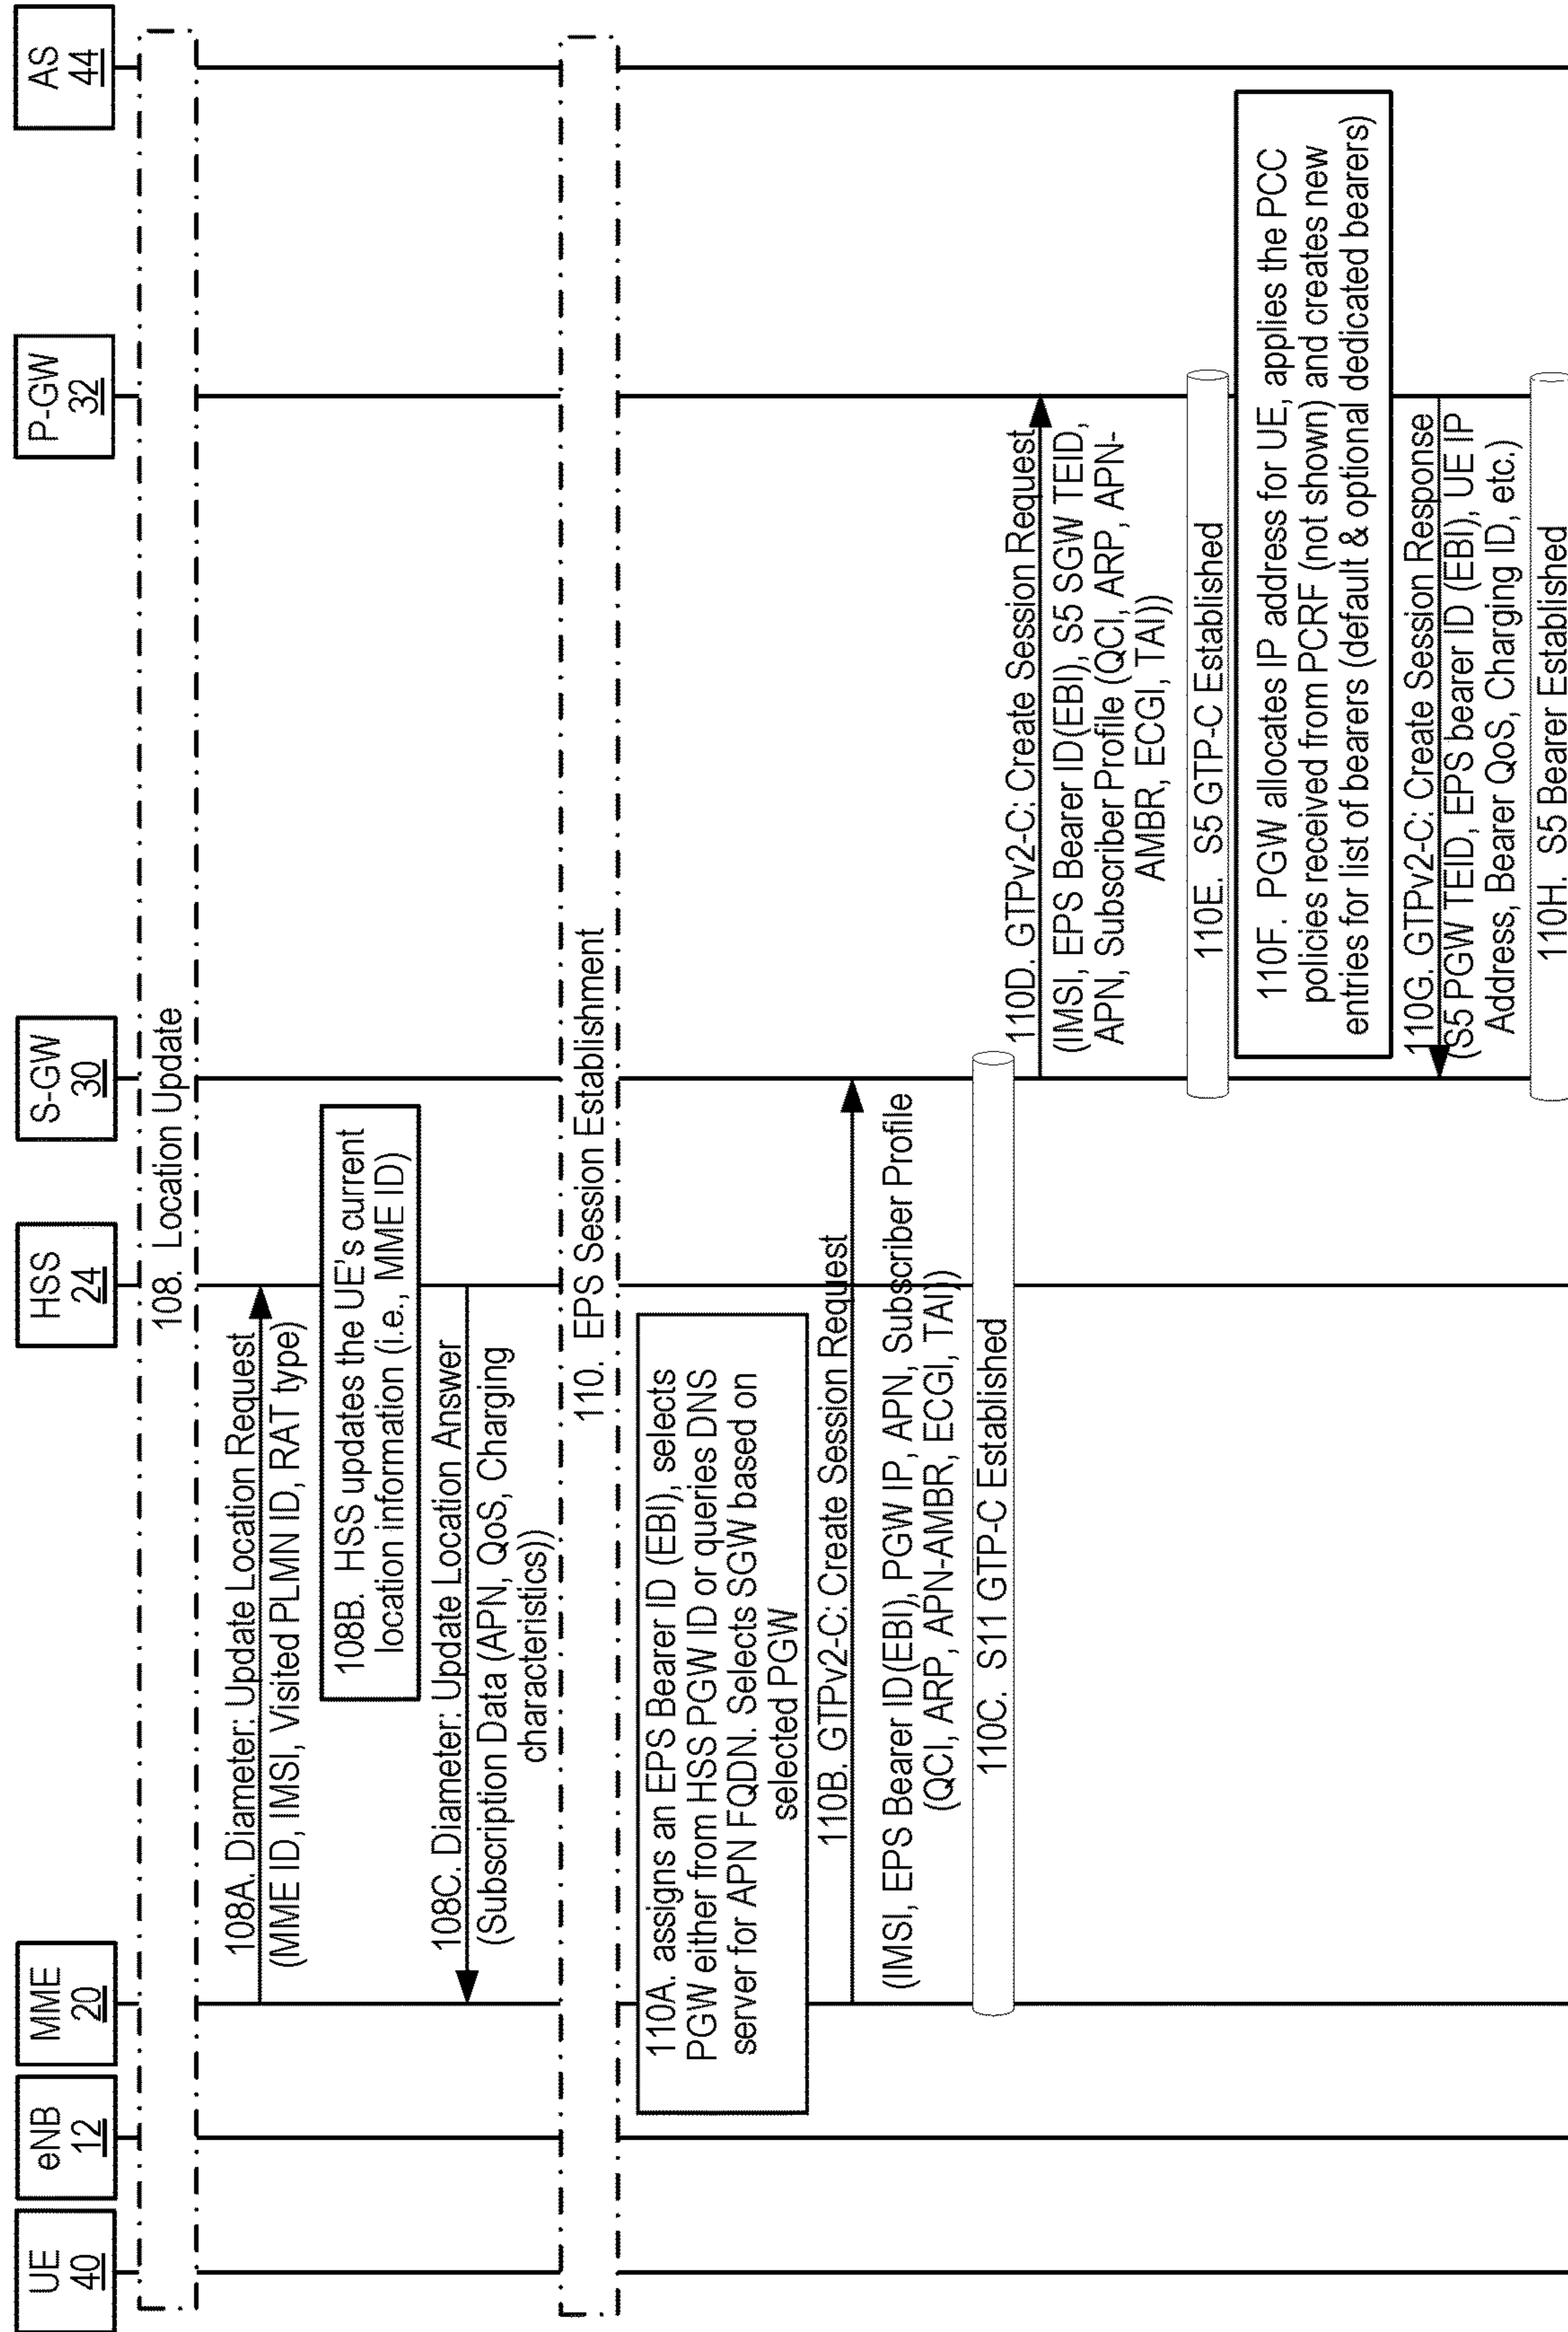 UE
40
eNB
12
MME
20
HSS
24
S-GW
30
P-GW
32
AS
44
108. Location Update
108A. Diameter: Update Location Request
(MME ID, IMSI, Visited PLMN ID, RAT type)
108B. HSS updates the UE's current
location information (i.e., MME ID)
108C. Diameter: Update Location Answer
(Subscription Data (APN, QoS, Charging
characteristics))
110. EPS Session Establishment
110A. assigns an EPS Bearer ID (EBI), selects
PGW either from HSS PGW ID or queries DNS
server for APN FQDN. Selects SGW based on
selected PGW
110B. GTPv2-C: Create Session Request
(IMSI, EPS Bearer ID(EBI), PGW IP, APN, Subscriber Profile
(QCI, ARP, APN-AMBR, ECGI, TAI))
110C. S11 GTP-C Established
110D. GTPv2-C: Create Session Request
(IMSI, EPS Bearer ID(EBI), S5 SGW TEID,
APN, Subscriber Profile (QCI, ARP, APN-
AMBR, ECGI, TAI))
110E. S5 GTP-C Established
110F. PGW allocates IP address for UE, applies the PCC
policies received from PCRF (not shown) and creates new
entries for list of bearers (default & optional dedicated bearers)
110G. GTPv2-C: Create Session Response
(S5 PGW TEID, EPS bearer ID (EBI), UE IP
Address, Bearer QoS, Charging ID, etc.)
110H. S5 Bearer Established